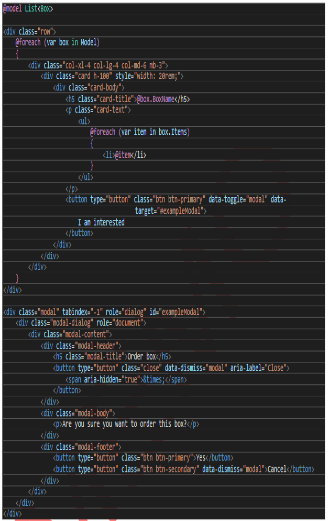 @model List<Box>
<div class="row">
@foreach (var box in Model)
{
<div class="col-xl-4 col-lg-4 col-md-6 mb-3">
<div class="card h-100" style="width: 20rem;">
<div class="card-body">
<h5 class="card-title">@box.BoxName</h5>
<p class="card-text">
<ul>
@foreach (var item in box.Items)
{
<li>@item</li>
}
</ul>
</p>
<button type="button" class="btn btn-primary" data-toggle="modal" data-
target="#exampleModal">
I am interested
</button>
</div>
</div>
</div>
}
</div>
<div class="modal" tabindex="-1" role="dialog" id="exampleModal">
<div class="modal-dialog" role="document">
<div class="modal-content">
<div class="modal-header">
<h5 class="modal-title">Order box</h5>
<button type="button" class="close" data-dismiss="modal" aria-label="Close">
<span aria-hidden="true">&times;</span>
</button>
</div>
<div class="modal-body">
<p>Are you sure you want to order this box?</p>
</div>
<div class="modal-footer">
<button type="button" class="btn btn-primary">Yes</button>
<button type="button" class="btn btn-secondary" data-dismiss="modal">Cancel</button>
</div>
</div>
</div>
</div>